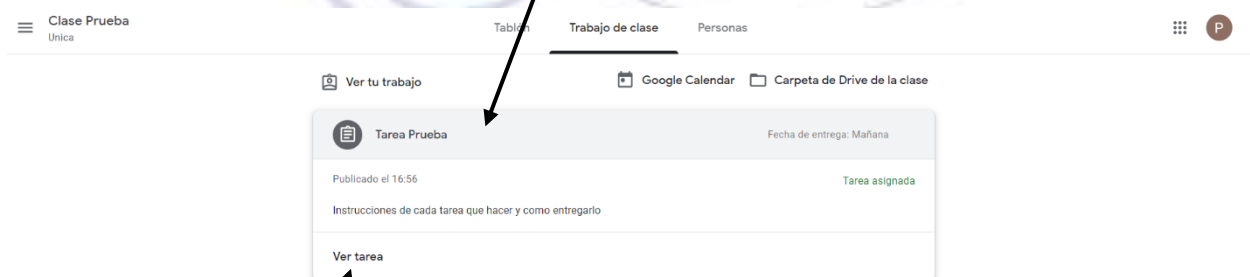 Clase Prueba
Unica
Tablón Trabajo de clase Personas
P
Ver tu trabajo Google Calendar Carpeta de Drive de la clase
Tarea Prueba Fecha de entrega: Mañana
Publicado el 16:56 Tarea asignada
Instrucciones de cada tarea que hacer y como entregarlo
Ver tarea